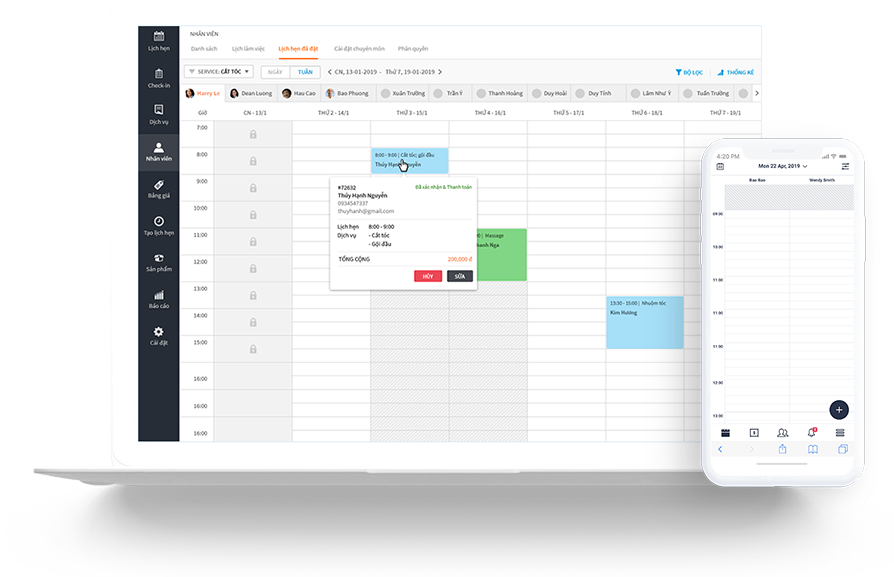 NHÂN VIÊN
Danh sách Lịch làm việc Lịch hẹn đã đặt Cài đặt chuyên môn Phân quyền
SERVICE: CẮT TÓC NGÀY TUẦN CN, 13-01-2019 - Thứ 7, 19-01-2019 BỘ LỌC THỐNG KÊ
Harry Le Dean Luong Hau Cao Bao Phuong Xuân Trường Trần Ý Thanh Hoàng Duy Hoài Duy Tính Lâm Như Ý Tuấn Trường
Giờ CN - 13/1 THỨ 2 - 14/1 THỨ 3 - 15/1 THỨ 4 - 16/1 THỨ 5 - 17/1 THỨ 6 - 18/1 THỨ 7 - 19/1
Lịch hẹn
Check-in
Dịch vụ
Nhân viên
Bảng giá
Tạo lịch hẹn
Sản phẩm
Báo cáo
Cài đặt
7:00
8:00
9:00
10:00
11:00
12:00
13:00
14:00
15:00
16:00
16:00
16:00
8:00 - 9:00 | Cắt tóc; gội đầu
Thúy Hạnh Nguyễn
#72632 Đã xác nhận & Thanh toán
Thúy Hạnh Nguyễn
0934547337
thuyhanh@gmail.com
Lịch hẹn 8:00 - 9:00
Dịch vụ - Cắt tóc
- Gội đầu
TỔNG CỘNG 200,000 đ
HỦY SỬA
00 | Massage
hanh Nga
13:30 - 15:00 | Nhuộm tóc
Kim Hương
4:20 PM
Mon 22 Apr, 2019
Bao Bao Wendy Smith
09:00
10:00
11:00
11:00
11:00
12:00
13:00